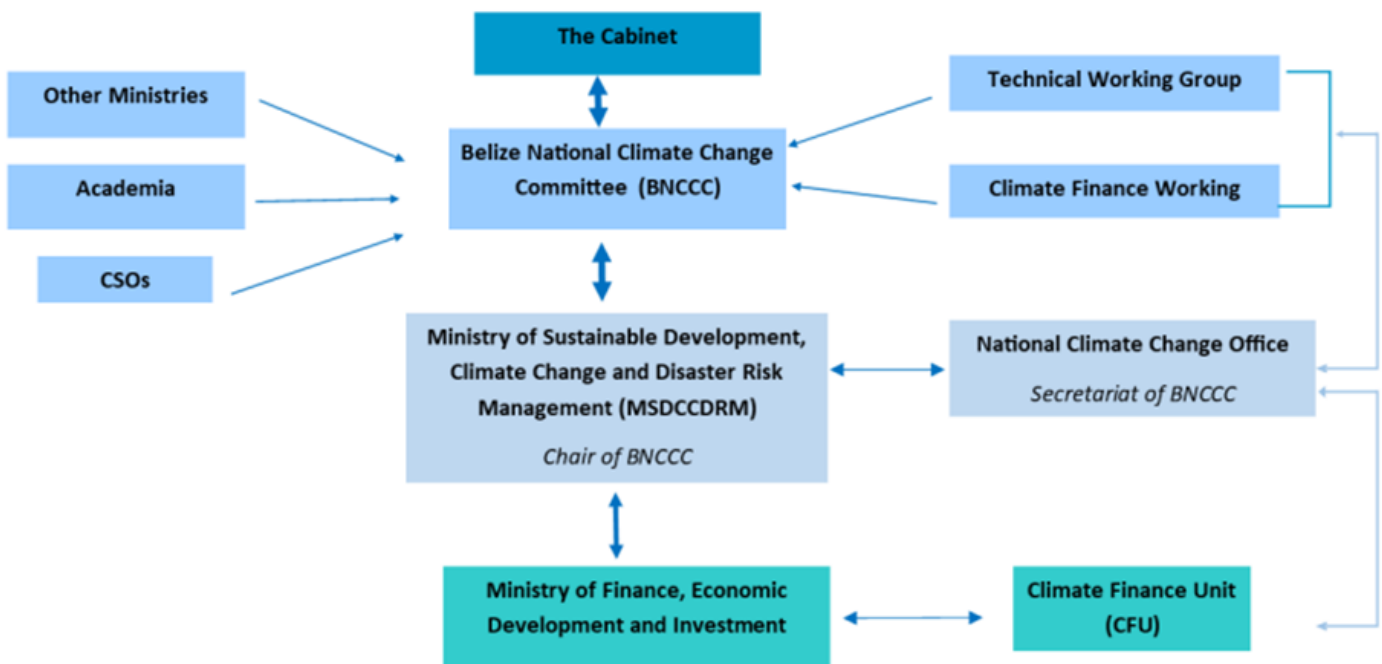 The Cabinet
Other Ministries
Academia
CSOs
Belize National Climate Change
Committee (BNCCC)
Technical Working Group
Climate Finance Working
Ministry of Sustainable Development,
Climate Change and Disaster Risk
Management (MSDCCDRM)
Chair of BNCCC
National Climate Change Office
Secretariat of BNCCC
Ministry of Finance, Economic
Development and Investment
Climate Finance Unit
(CFU)